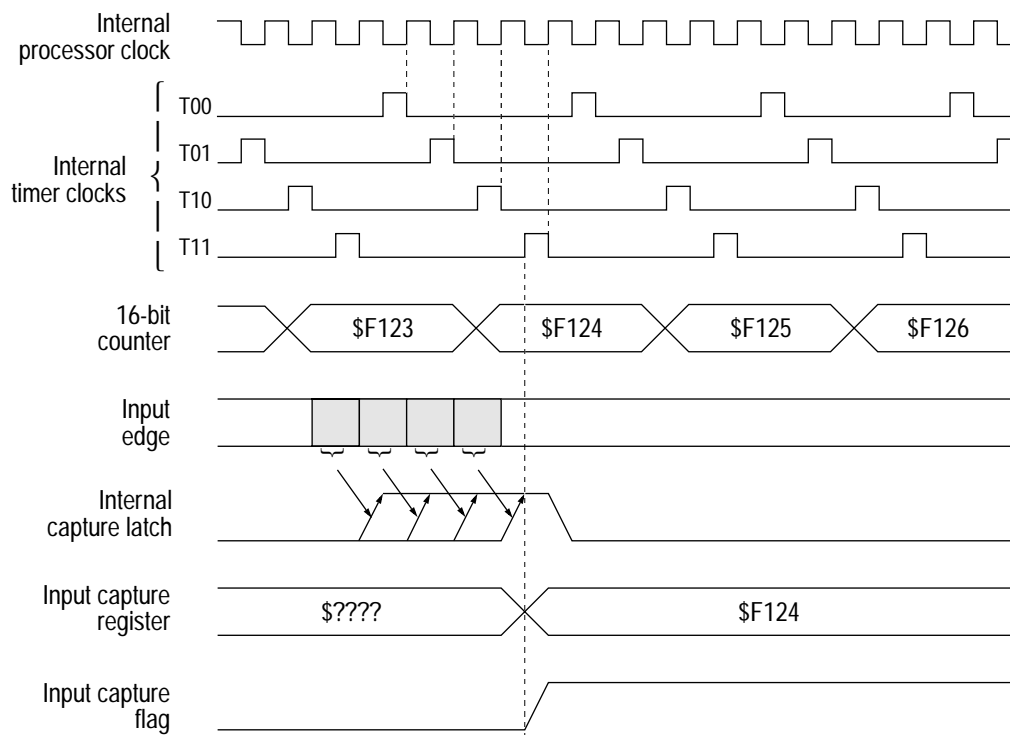 Internal
processor clock
T00
T01
Internal
timer clocks
T10
T11
16-bit
counter
$F123
$F124
$F125
$F126
Input
edge
Internal
capture latch
Input capture
register
$????
$F124
Input capture
flag